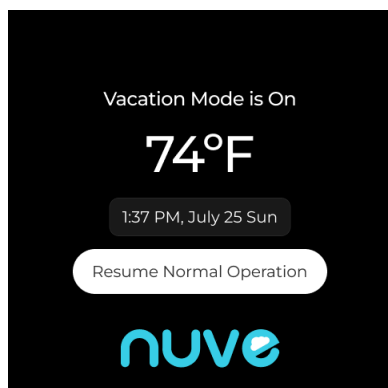 Vacation Mode is On
74°F
1:37 PM, July 25 Sun
Resume Normal Operation
nuve